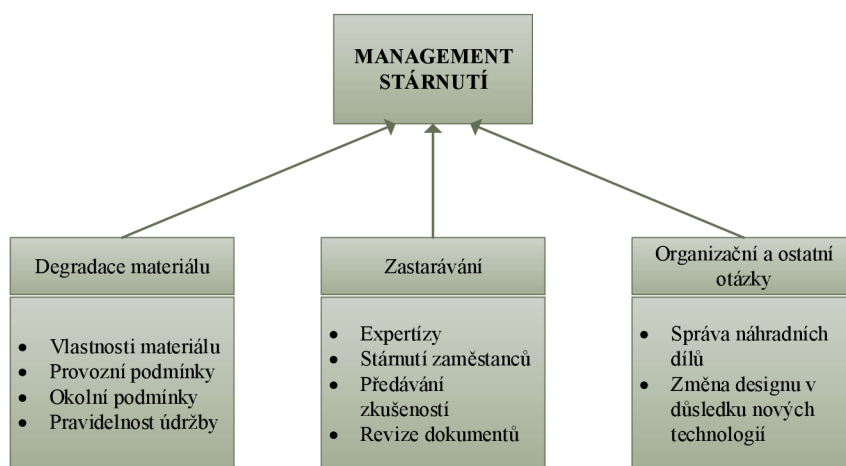 MANAGEMENT
STÁRNUTÍ
Degradace materiálu
• Vlastnosti materiálu
• Provozní podmínky
• Okolní podmínky
• Pravidelnost údržby
Zastarávání
• Expertízy
• Stárnutí zaměstanců
• Předávání
zkušeností
• Revize dokumentů
Organizační a ostatní
otázky
• Správa náhradních
dílů
• Změna designu v
důsledku nových
technologií